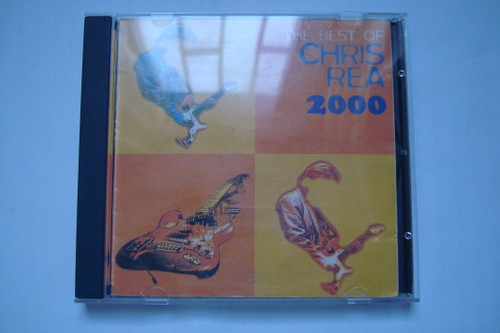 THE BEST OF
CHRIS
REA
2000